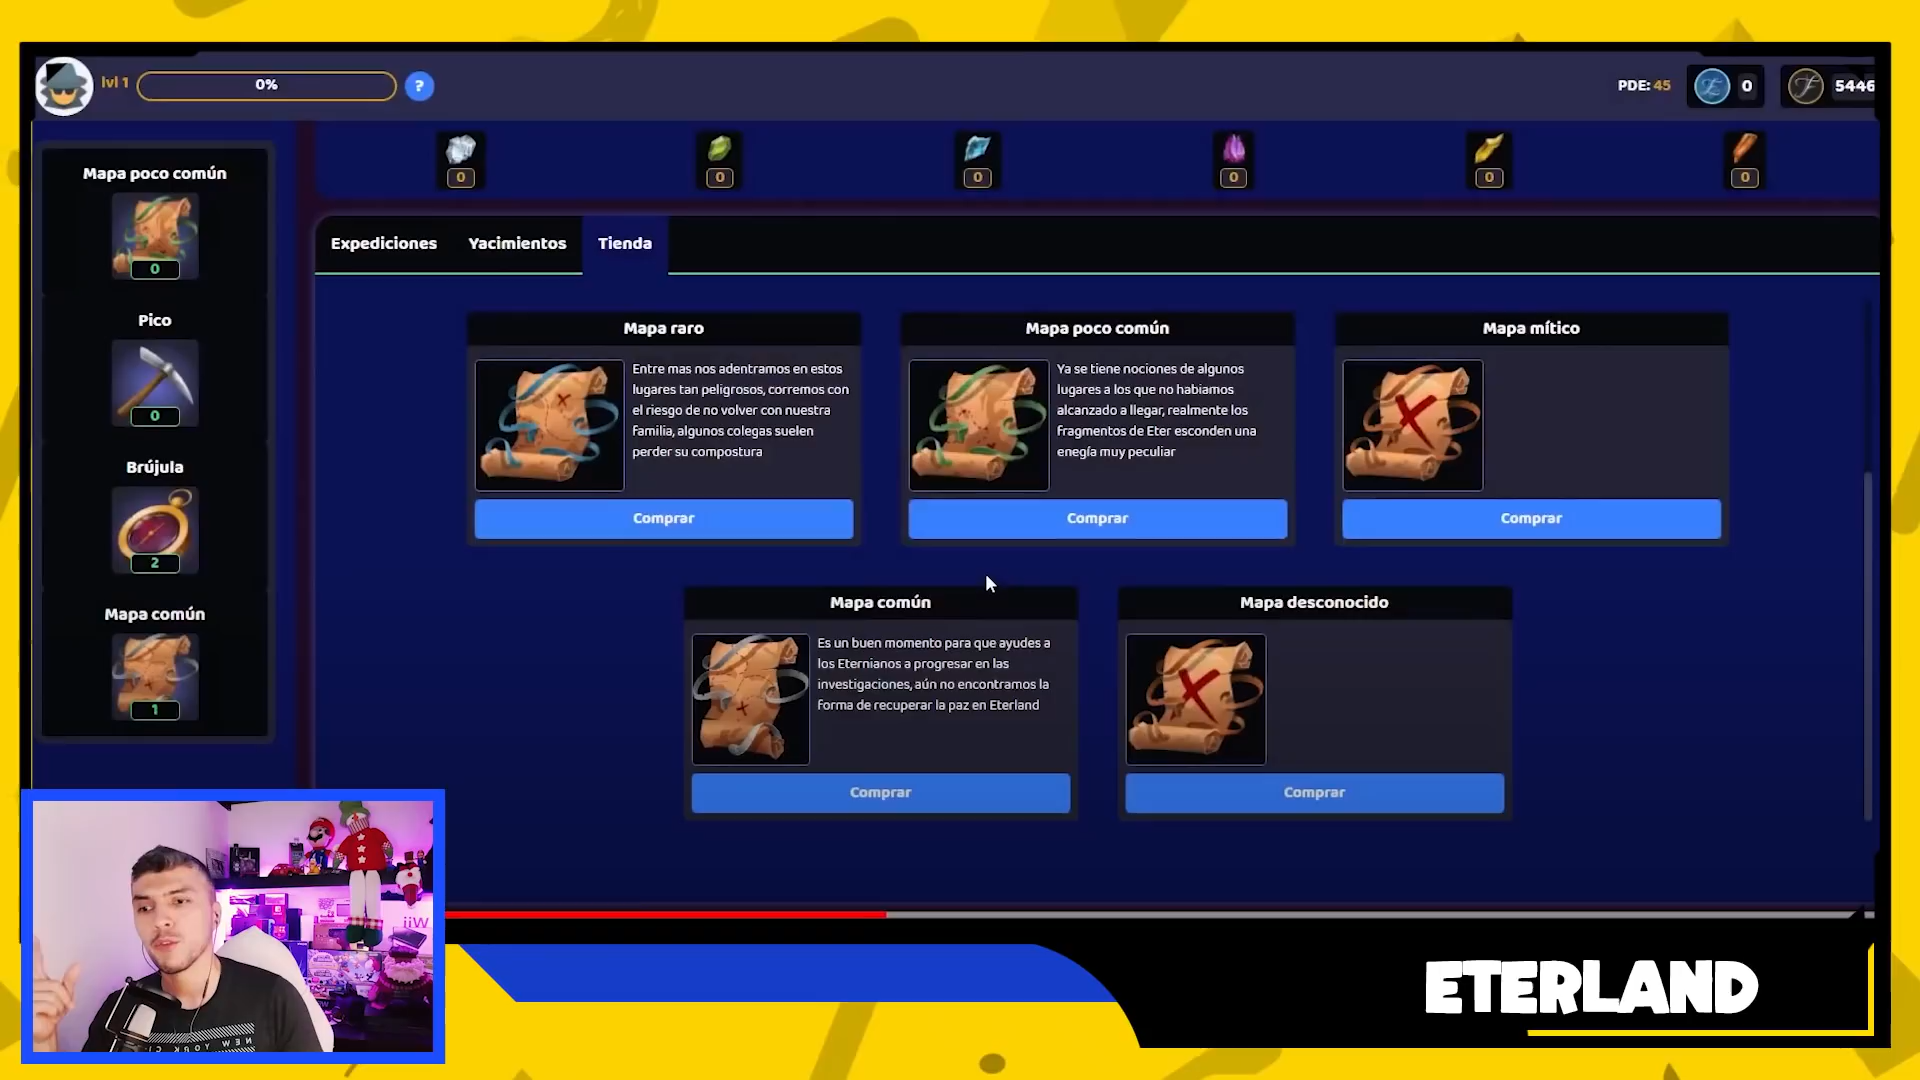 lvl 1
0%
?
PDE: 45
0
5446
0
0
0
0
0
0
Mapa poco común
0
Pico
0
Brújula
2
Mapa común
1
Expediciones
Yacimientos
Tienda
Mapa raro
Entre mas nos adentramos en estos
lugares tan peligrosos, corremos con
el riesgo de no volver con nuestra
familia, algunos colegas suelen
perder su compostura
Comprar
Mapa poco común
Ya se tiene nociones de algunos
lugares a los que no habiamos
alcanzado a llegar, realmente los
fragmentos de Eter esconden una
enegía muy peculiar
Comprar
Mapa mítico
Comprar
Mapa común
Es un buen momento para que ayudes a
los Eternianos a progresar en las
investigaciones, aún no encontramos la
forma de recuperar la paz en Eterland
Comprar
Mapa desconocido
Comprar
Wii
NEW YORK
ETERLAND